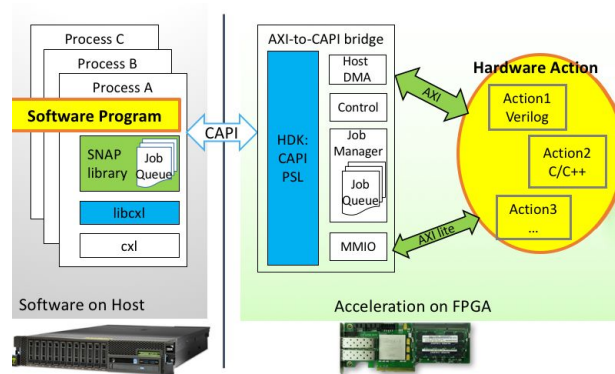 Process C
Process B
Process A
Software Program
SNAP
library
Job
Queue
libcxl
cxl
Software on Host
CAPI
AXI-to-CAPI bridge
HDK:
CAPI
PSL
Host
DMA
Control
Job
Manager
Job
Queue
MMIO
AXI
AXI lite
Hardware Action
Action1
Verilog
Action2
C/C++
Action3
...
Acceleration on FPGA